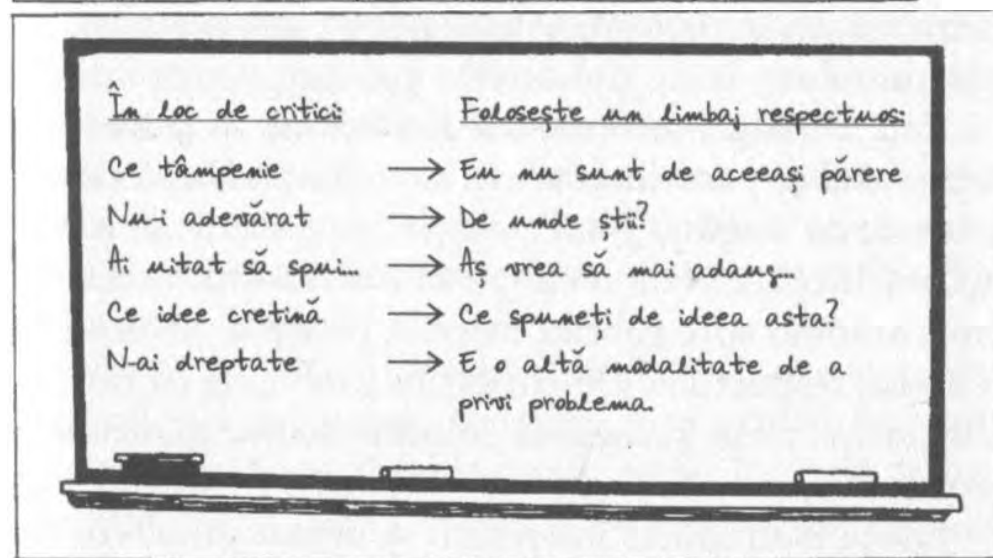 În loc de critici: Folosește un limbaj respectuos:
Ce tâmpenie → Eu nu sunt de aceeași părere
Nu-i adevărat → De unde știi?
Ai uitat să spui... → Aș vrea să mai adaug...
Ce idee cretină → Ce spuneti de ideea asta?
N-ai dreptate → E o altă modalitate de a
privi problema.